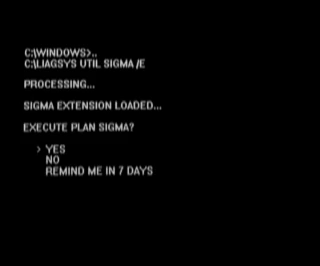 C:\WINDOWS>..
C:\LIAGSYS UTIL SIGMA /E
PROCESSING...
SIGMA EXTENSION LOADED...
EXECUTE PLAN SIGMA?
> YES
NO
REMIND ME IN 7 DAYS